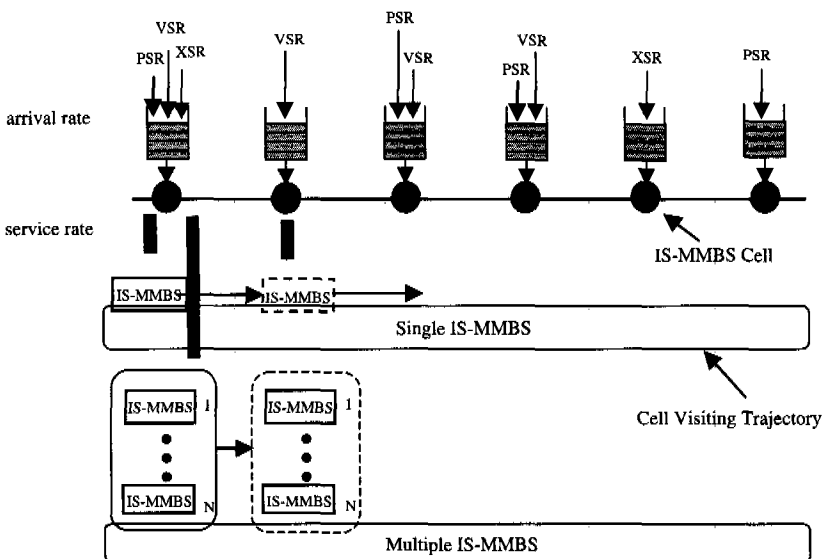 VSR
PSR
XSR
VSR
PSR
VSR
PSR
VSR
XSR
PSR
arrival rate
service rate
IS-MMBS Cell
IS-MMBS
IS-MMBS
Single IS-MMBS
Cell Visiting Trajectory
IS-MMBS 1
IS-MMBS 1
IS-MMBS N
IS-MMBS N
Multiple IS-MMBS